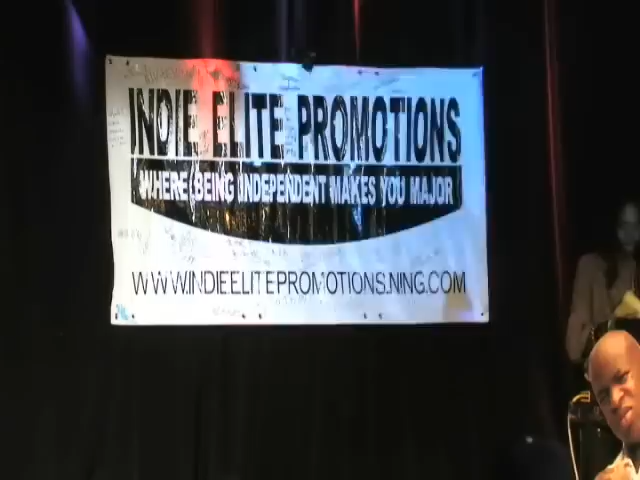 INDIE ELITE PROMOTIONS
WHERE BEING INDEPENDENT MAKES YOU MAJOR
WWW.INDIEELITEPROMOTIONS.NING.COM